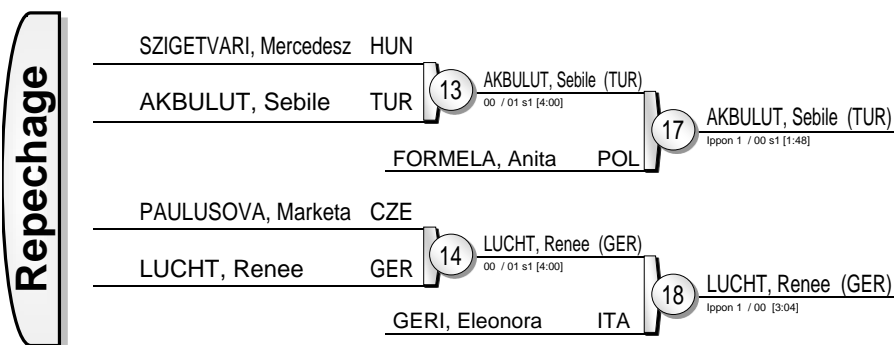 Repechage
SZIGETVARI, Mercedesz HUN
AKBULUT, Sebile TUR
13
AKBULUT, Sebile (TUR)
00 / 01 s1 [4:00]
FORMELA, Anita POL
17
AKBULUT, Sebile (TUR)
Ippon 1 / 00 s1 [1:48]
PAULUSOVA, Marketa CZE
LUCHT, Renee GER
14
LUCHT, Renee (GER)
00 / 01 s1 [4:00]
GERI, Eleonora ITA
18
LUCHT, Renee (GER)
Ippon 1 / 00 [3:04]